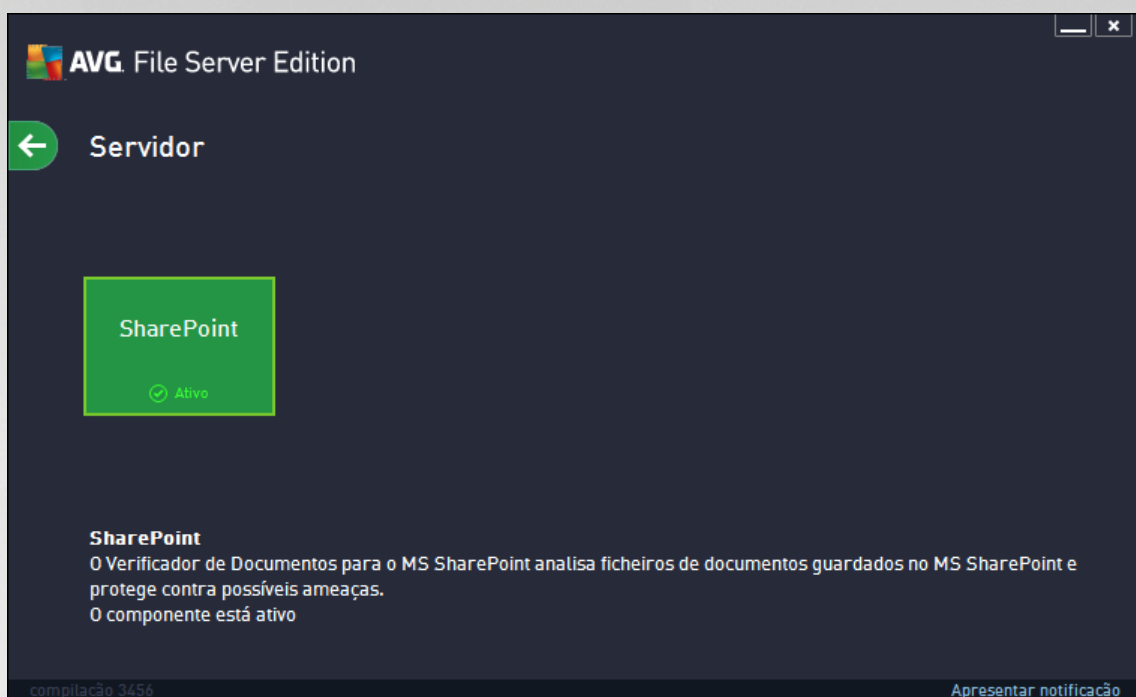 AVG. File Server Edition
Servidor
SharePoint
Ativo
SharePoint
O Verificador de Documentos para o MS SharePoint analisa ficheiros de documentos guardados no MS SharePoint e
protege contra possíveis ameaças.
O componente está ativo
compilação 3456
Apresentar notificação